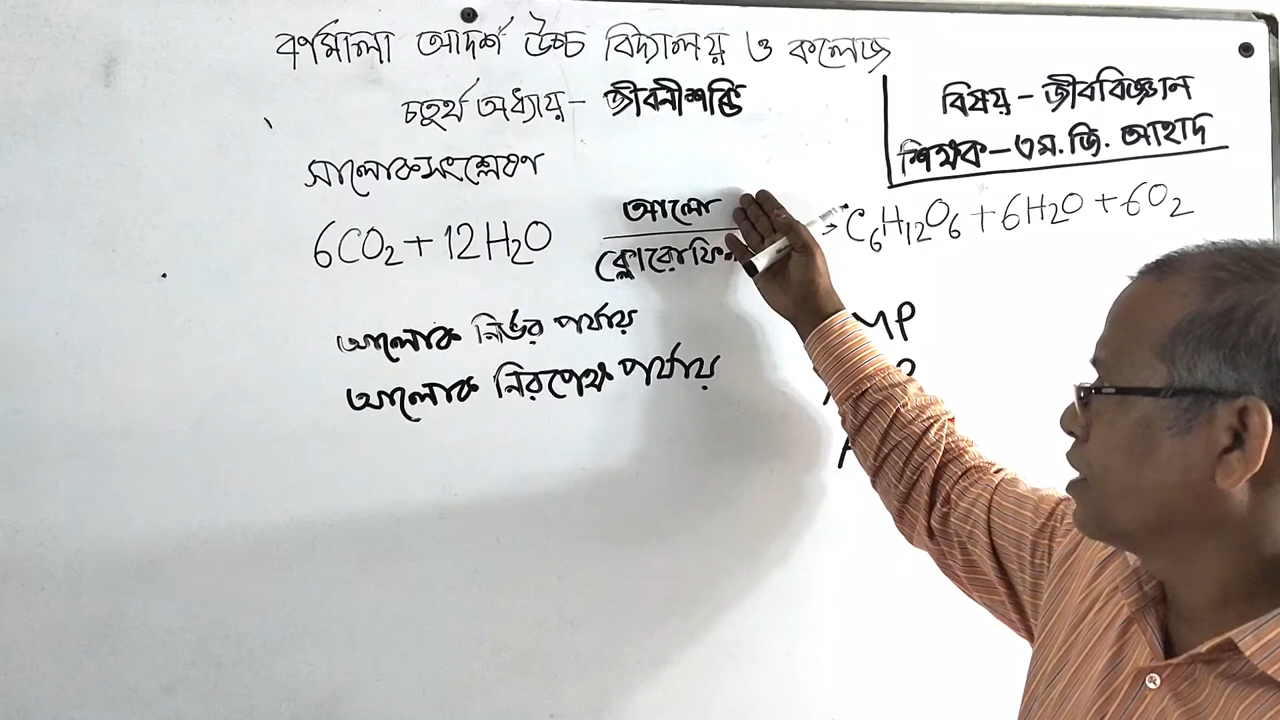 বর্ণমালা আদর্শ উচ্চ বিদ্যালয় ও কলেজ
চতুর্থ অধ্যায় - জীবনীশক্তি
বিষয় - জীববিজ্ঞান
শিক্ষক - এম. জি. আহাদ
সালোকসংশ্লেষণ
আলো
6CO₂ + 12H₂O
C₆H₁₂O₆ + 6H₂O + 6O₂
আলোক নির্ভর পর্যায়
আলোক নিরপেক্ষ পর্যায়